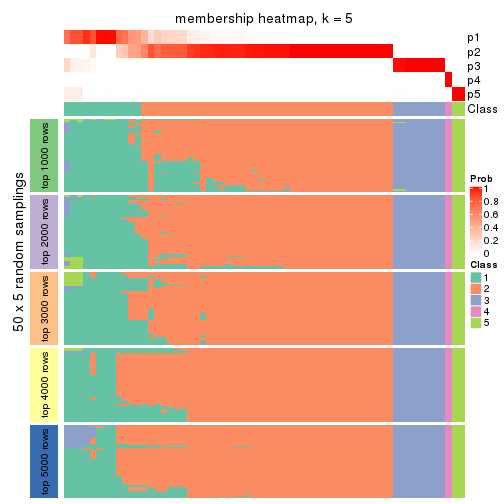 membership heatmap, k = 5
p1
p2
p3
p4
p5
Class
50 x 5 random samplings
top 1000 rows
top 2000 rows
top 3000 rows
top 4000 rows
top 5000 rows
Prob
1
0.8
0.6
0.4
0.2
0
Class
1
2
3
4
5